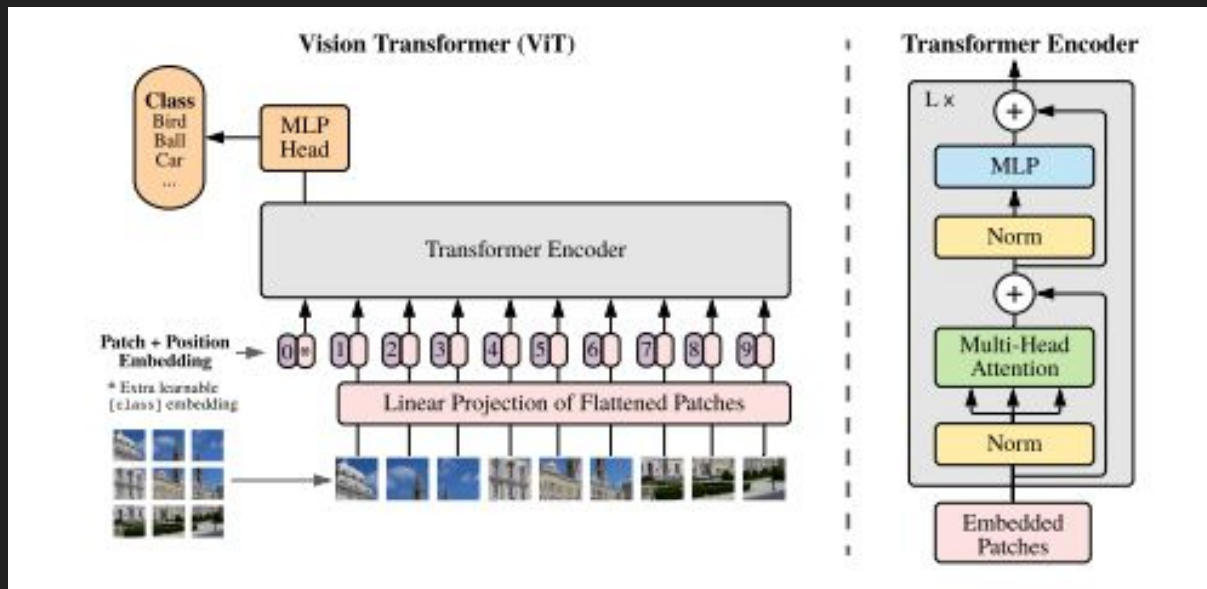 Vision Transformer (ViT)
Class
Bird
Ball
Car
...
MLP
Head
Transformer Encoder
Patch + Position
Embedding
* Extra learnable
[class] embedding
0 * 1 2 3 4 5 6 7 8 9
Linear Projection of Flattened Patches
Transformer Encoder
L ×
+
MLP
Norm
+
Multi-Head
Attention
Norm
Embedded
Patches